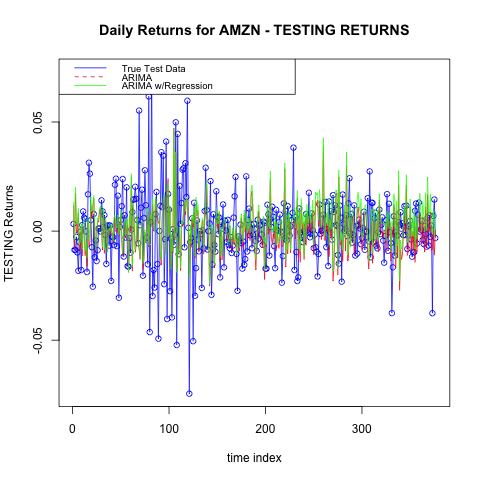 Daily Returns for AMZN - TESTING RETURNS
True Test Data
ARIMA
ARIMA w/Regression
TESTING Returns
0.05
0.00
-0.05
0
100
200
300
time index